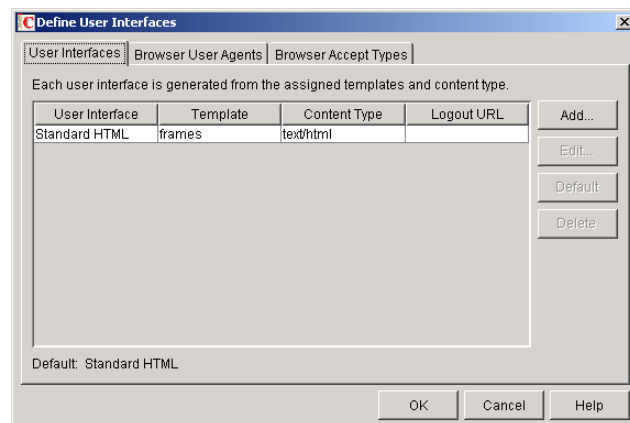 Define User Interfaces
User Interfaces Browser User Agents Browser Accept Types
Each user interface is generated from the assigned templates and content type.
User Interface Template Content Type Logout URL Add...
Standard HTML frames text/html
Edit...
Default
Delete
Default: Standard HTML
OK Cancel Help